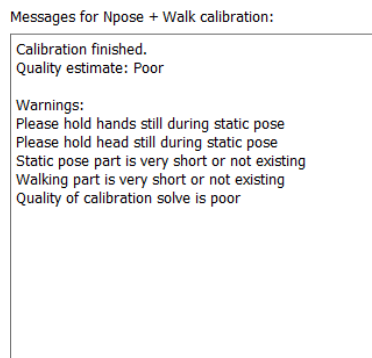 Messages for Npose + Walk calibration:
Calibration finished.
Quality estimate: Poor
Warnings:
Please hold hands still during static pose
Please hold head still during static pose
Static pose part is very short or not existing
Walking part is very short or not existing
Quality of calibration solve is poor